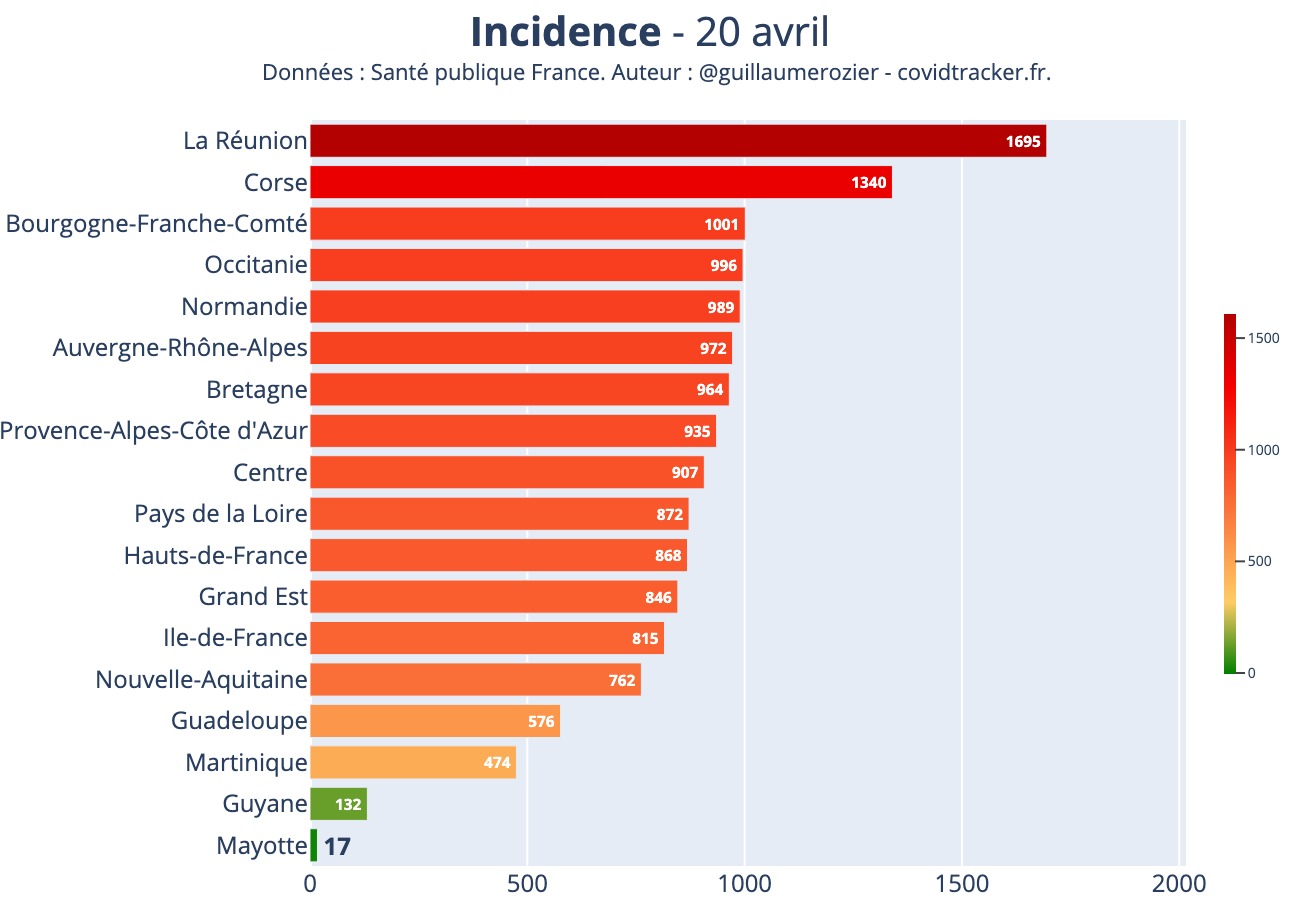 Incidence - 20 avril
Données : Santé publique France. Auteur : @guillaumerozier - covidtracker.fr.
La Réunion 1695
Corse 1340
Bourgogne-Franche-Comté 1001
Occitanie 996
Normandie 989
Auvergne-Rhône-Alpes 972
Bretagne 964
Provence-Alpes-Côte d'Azur 935
Centre 907
Pays de la Loire 872
Hauts-de-France 868
Grand Est 846
Ile-de-France 815
Nouvelle-Aquitaine 762
Guadeloupe 576
Martinique 474
Guyane 132
Mayotte 17
0 500 1000 1500 2000
1500
1000
500
0